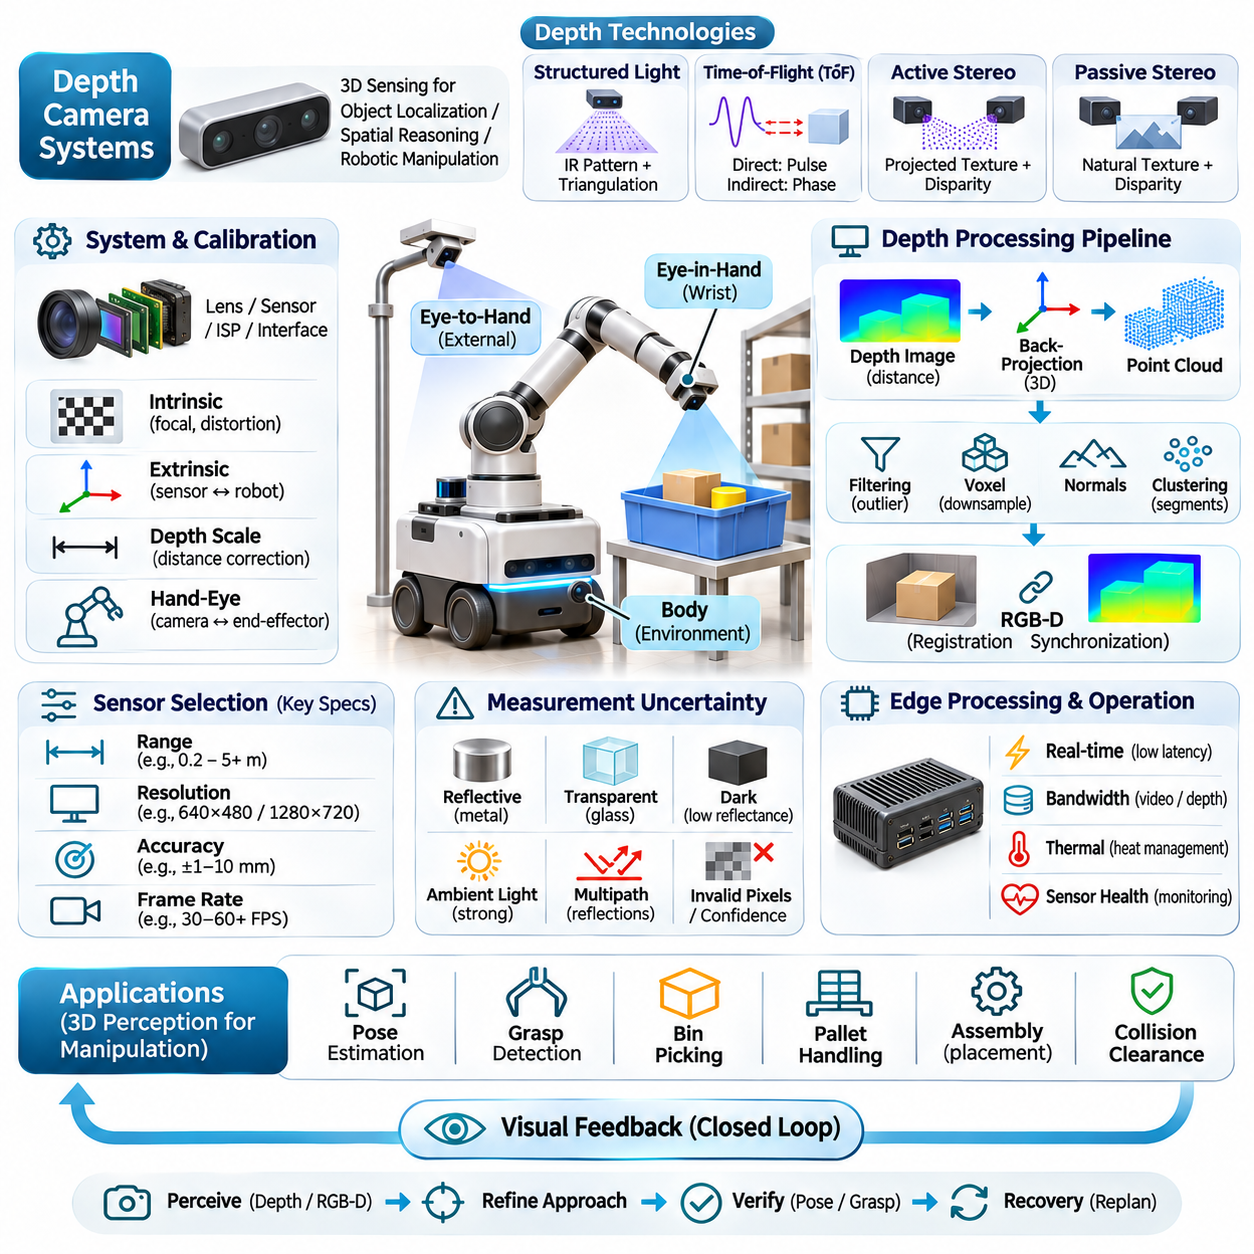 Depth
Camera
Systems
3D Sensing for
Object Localization /
Spatial Reasoning /
Robotic Manipulation
Depth Technologies
Structured Light
IR Pattern +
Triangulation
Time-of-Flight (ToF)
Direct: Pulse
Indirect: Phase
Active Stereo
Projected Texture +
Disparity
Passive Stereo
Natural Texture +
Disparity
System & Calibration
Lens / Sensor
/ ISP / Interface
Intrinsic
(focal, distortion)
Extrinsic
(sensor ↔ robot)
Depth Scale
(distance correction)
Hand-Eye
(camera ↔ end-effector)
Eye-to-Hand
(External)
Eye-in-Hand
(Wrist)
Body
(Environment)
Depth Processing Pipeline
Depth Image
(distance)
Back-
Projection
(3D)
Point Cloud
Filtering
(outlier)
Voxel
(downsample)
Normals
Clustering
(segments)
RGB-D
(Registration Synchronization)
Sensor Selection (Key Specs)
Range
(e.g., 0.2 – 5+ m)
Resolution
(e.g., 640×480 / 1280×720)
Accuracy
(e.g., ±1–10 mm)
Frame Rate
(e.g., 30–60+ FPS)
Measurement Uncertainty
Reflective
(metal)
Transparent
(glass)
Dark
(low reflectance)
Ambient Light
(strong)
Multipath
(reflections)
Invalid Pixels
/ Confidence
Edge Processing & Operation
Real-time (low latency)
Bandwidth (video / depth)
Thermal (heat management)
Sensor Health (monitoring)
Applications
(3D Perception for
Manipulation)
Pose
Estimation
Grasp
Detection
Bin
Picking
Pallet
Handling
Assembly
(placement)
Collision
Clearance
Visual Feedback (Closed Loop)
Perceive (Depth / RGB-D)
Refine Approach
Verify (Pose / Grasp)
Recovery (Replan)